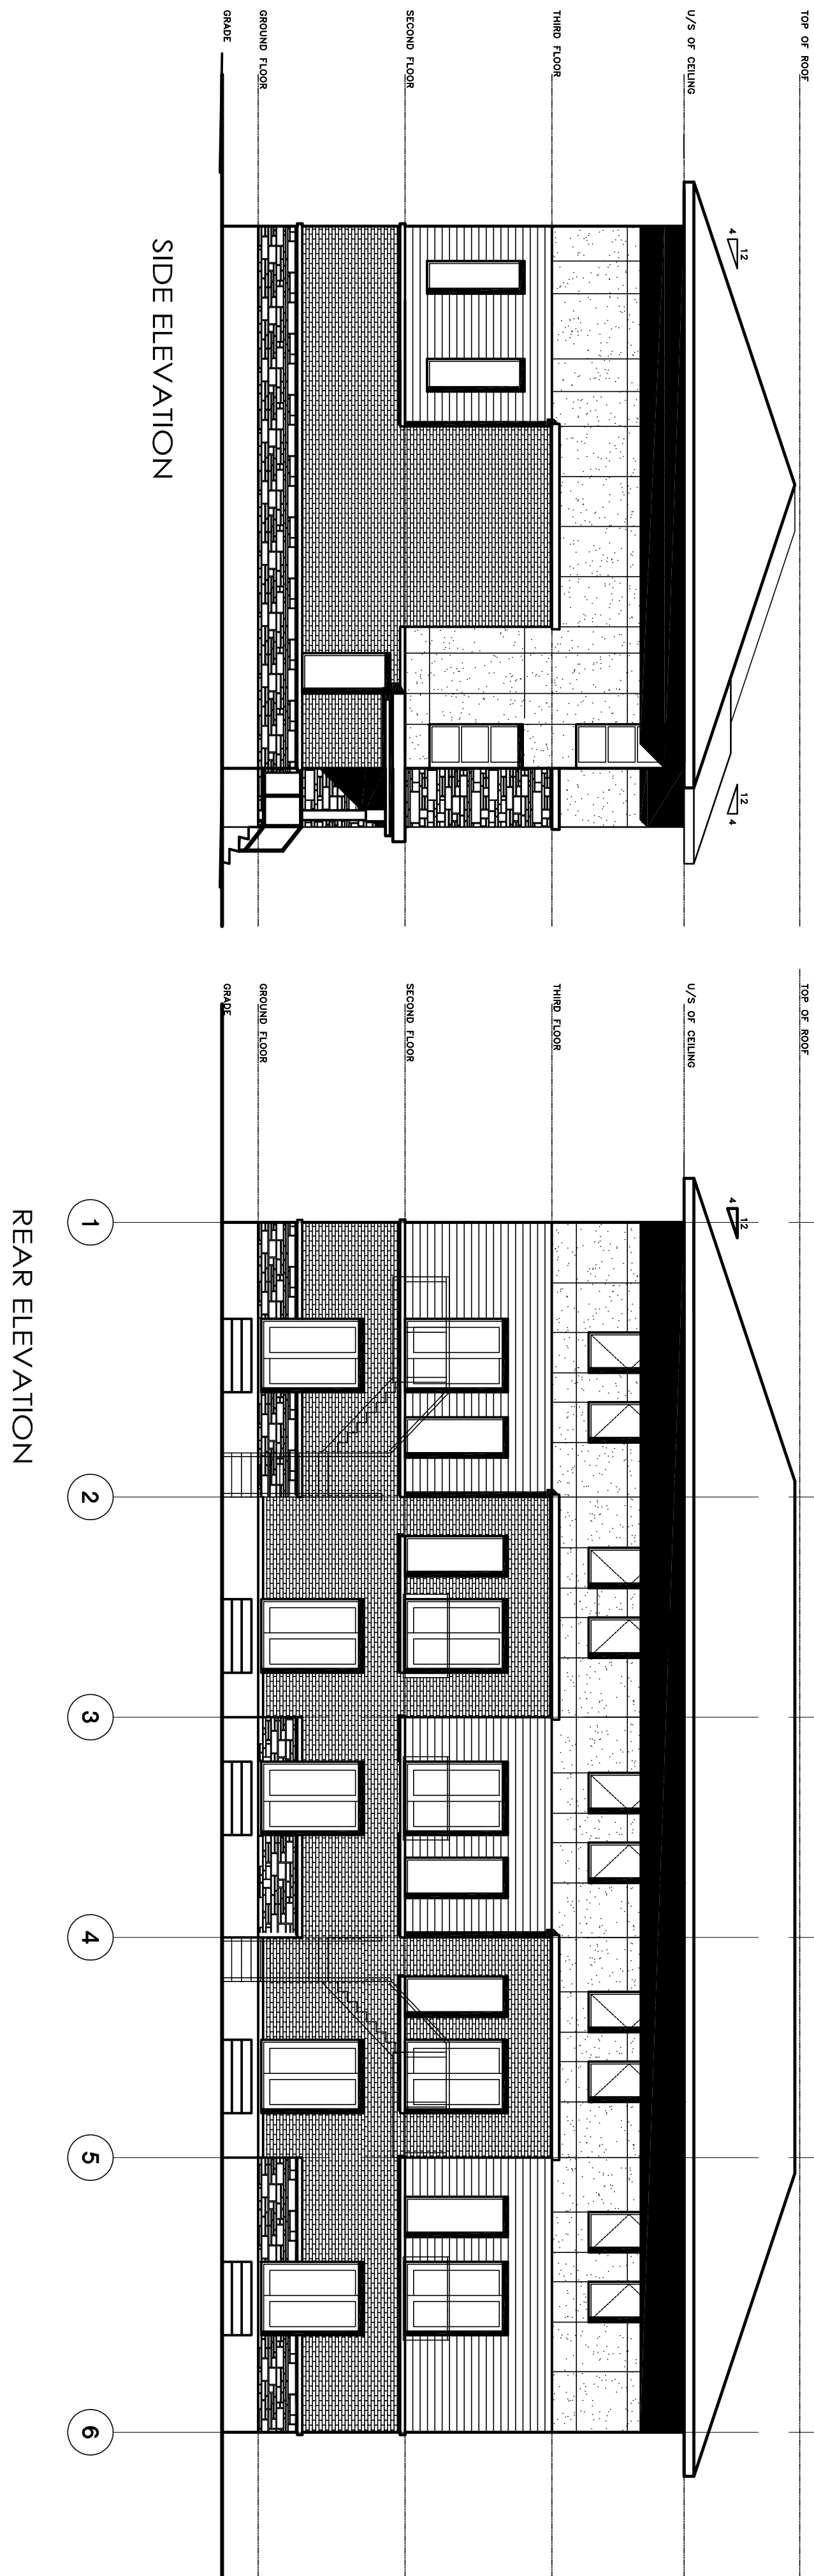 TOP OF ROOF
U/S OF CEILING
THIRD FLOOR
SECOND FLOOR
GROUND FLOOR
GRADE
12
4
12
4
SIDE ELEVATION
TOP OF ROOF
U/S OF CEILING
THIRD FLOOR
SECOND FLOOR
GROUND FLOOR
GRADE
12
4
1
2
3
4
5
6
REAR ELEVATION